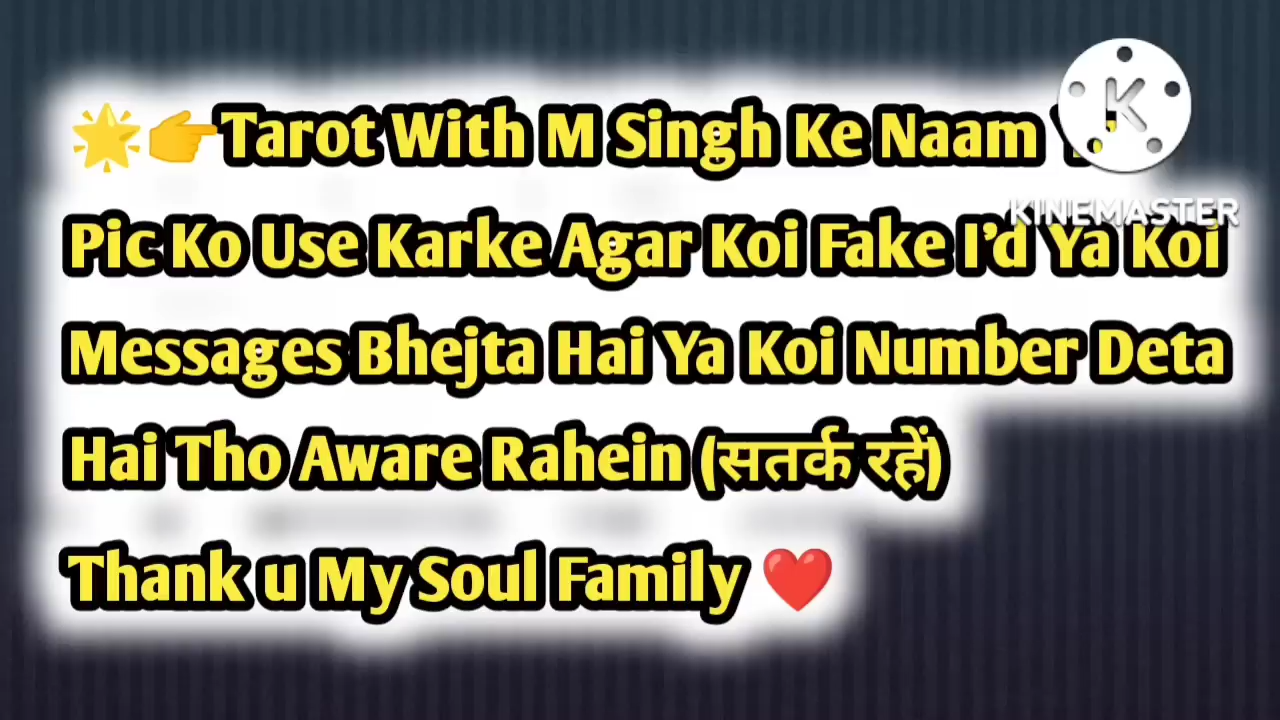 🌟👉Tarot With M Singh Ke Naam
Pic Ko Use Karke Agar Koi Fake I'd Ya Koi
Messages Bhejta Hai Ya Koi Number Deta
Hai Tho Aware Rahein (सतर्क रहें)
Thank u My Soul Family ❤️
K
KINEMASTER